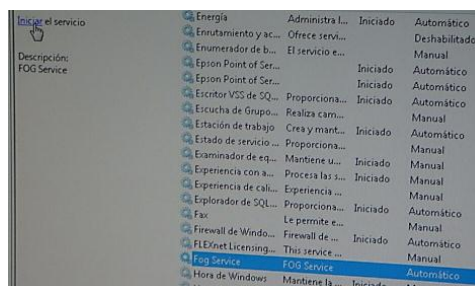 Iniciar el servicio
Descripción:
FOG Service
Energía Administra l... Iniciado Automático
Enrutamiento y ac... Ofrece servi... Deshabilitado
Enumerador de b... El servicio e... Manual
Epson Point of Ser... Iniciado Automático
Epson Point of Ser... Iniciado Automático
Escritor VSS de SQ... Proporciona... Iniciado Automático
Escucha de Grupo... Realiza cam... Manual
Estación de trabajo Crea y mant... Iniciado Automático
Estado de servicio ... Proporciona... Manual
Examinador de eq... Mantiene u... Iniciado Manual
Experiencia con a... Procesa las s... Iniciado Manual
Experiencia de cali... Experiencia ... Manual
Explorador de SQL... Proporciona... Iniciado Automático
Fax Le permite e... Manual
Firewall de Windo... Firewall de ... Iniciado Automático
FLEXnet Licensing... This service ... Manual
Fog Service FOG Service Automático
Hora de Windows Mantiene la ... Iniciado Manual